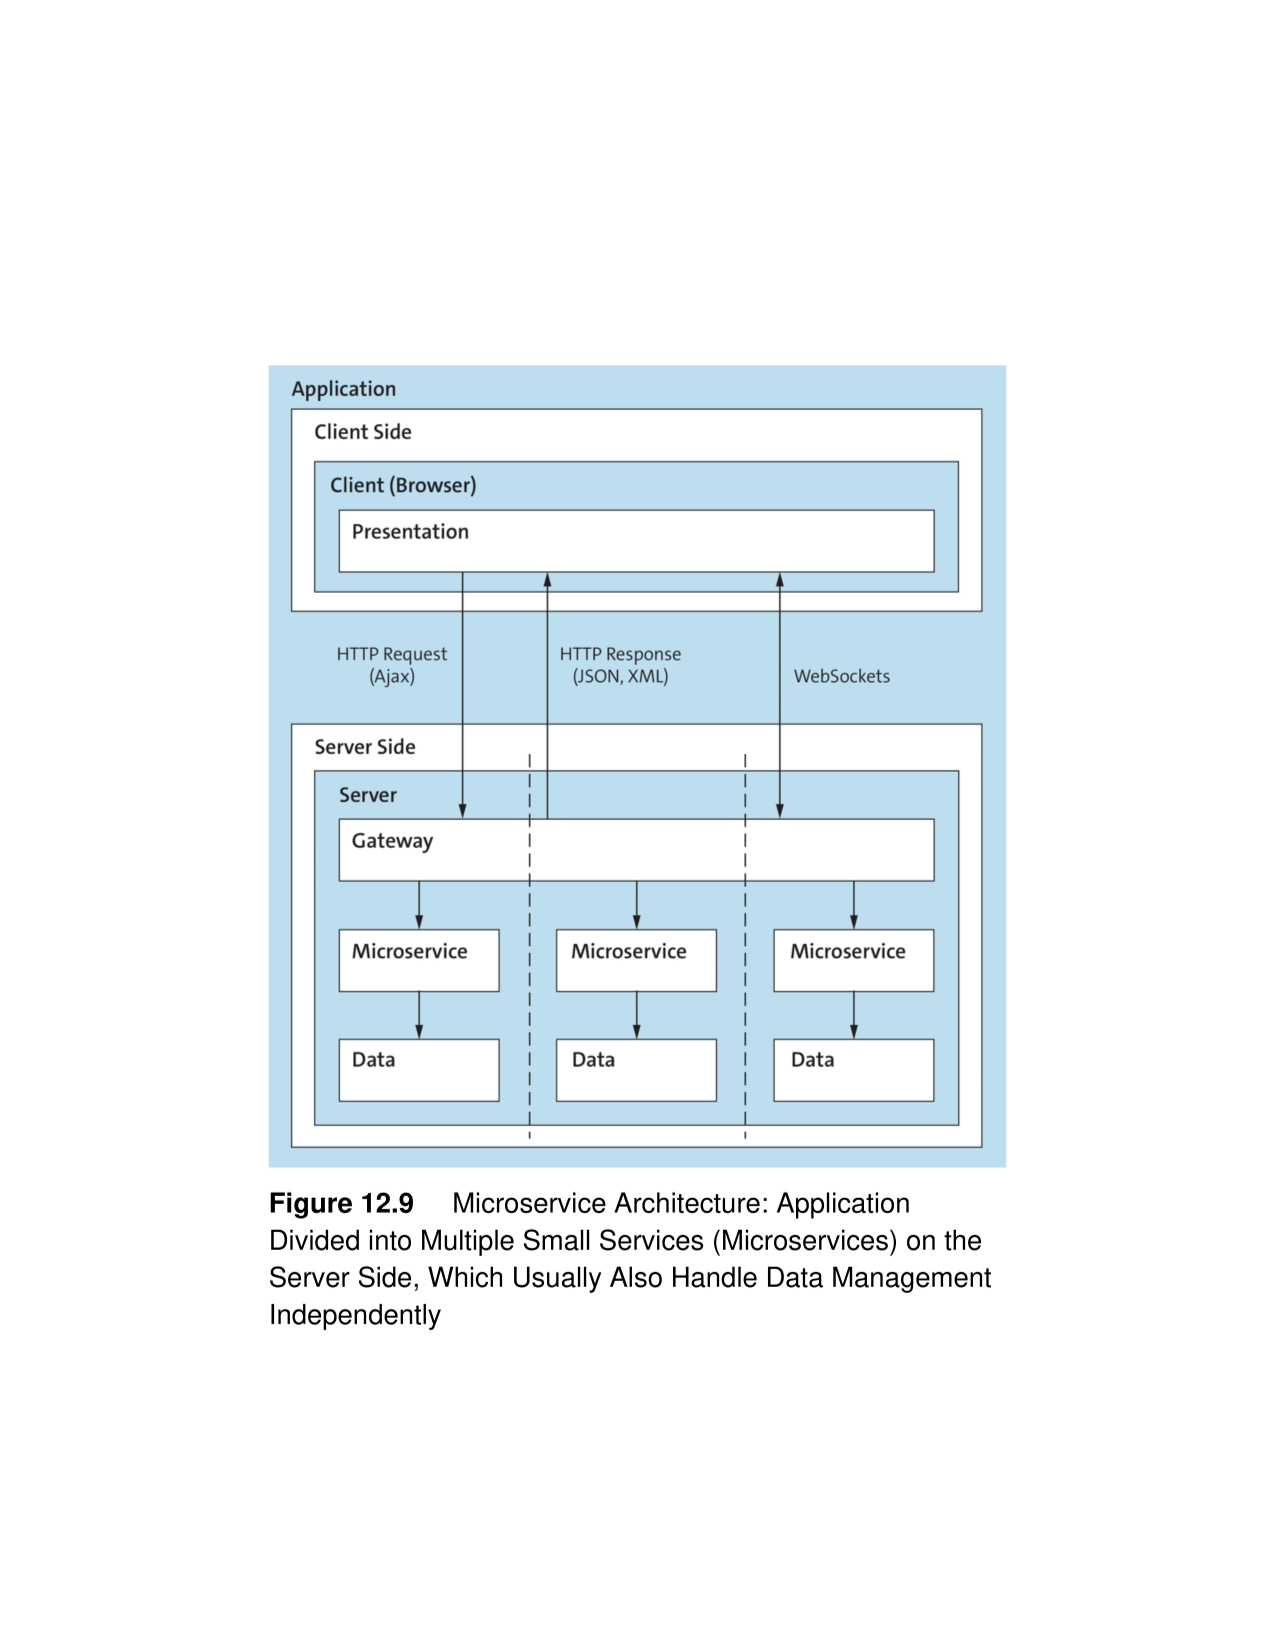 Application
Client Side
Client (Browser)
Presentation
HTTP Request
(Ajax)
HTTP Response
(JSON, XML)
WebSockets
Server Side
Server
Gateway
Microservice
Microservice
Microservice
Data
Data
Data
Figure 12.9 Microservice Architecture: Application
Divided into Multiple Small Services (Microservices) on the
Server Side, Which Usually Also Handle Data Management
Independently